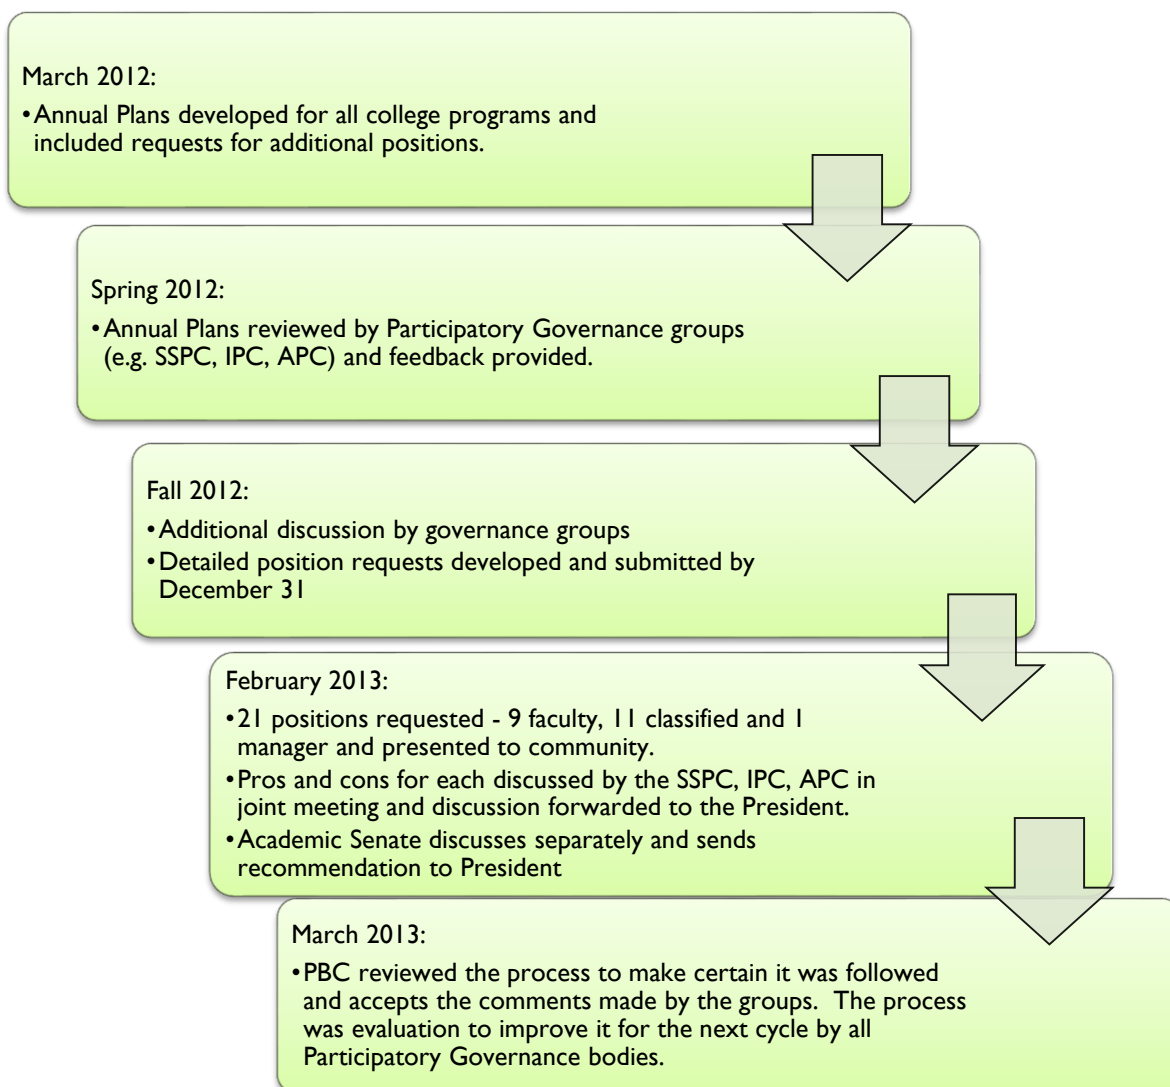 March 2012:
•Annual Plans developed for all college programs and
included requests for additional positions.
Spring 2012:
•Annual Plans reviewed by Participatory Governance groups
(e.g. SSPC, IPC, APC) and feedback provided.
Fall 2012:
•Additional discussion by governance groups
•Detailed position requests developed and submitted by
December 31
February 2013:
•21 positions requested - 9 faculty, 11 classified and 1
manager and presented to community.
•Pros and cons for each discussed by the SSPC, IPC, APC in
joint meeting and discussion forwarded to the President.
•Academic Senate discusses separately and sends
recommendation to President
March 2013:
•PBC reviewed the process to make certain it was followed
and accepts the comments made by the groups.  The process
was evaluation to improve it for the next cycle by all
Participatory Governance bodies.